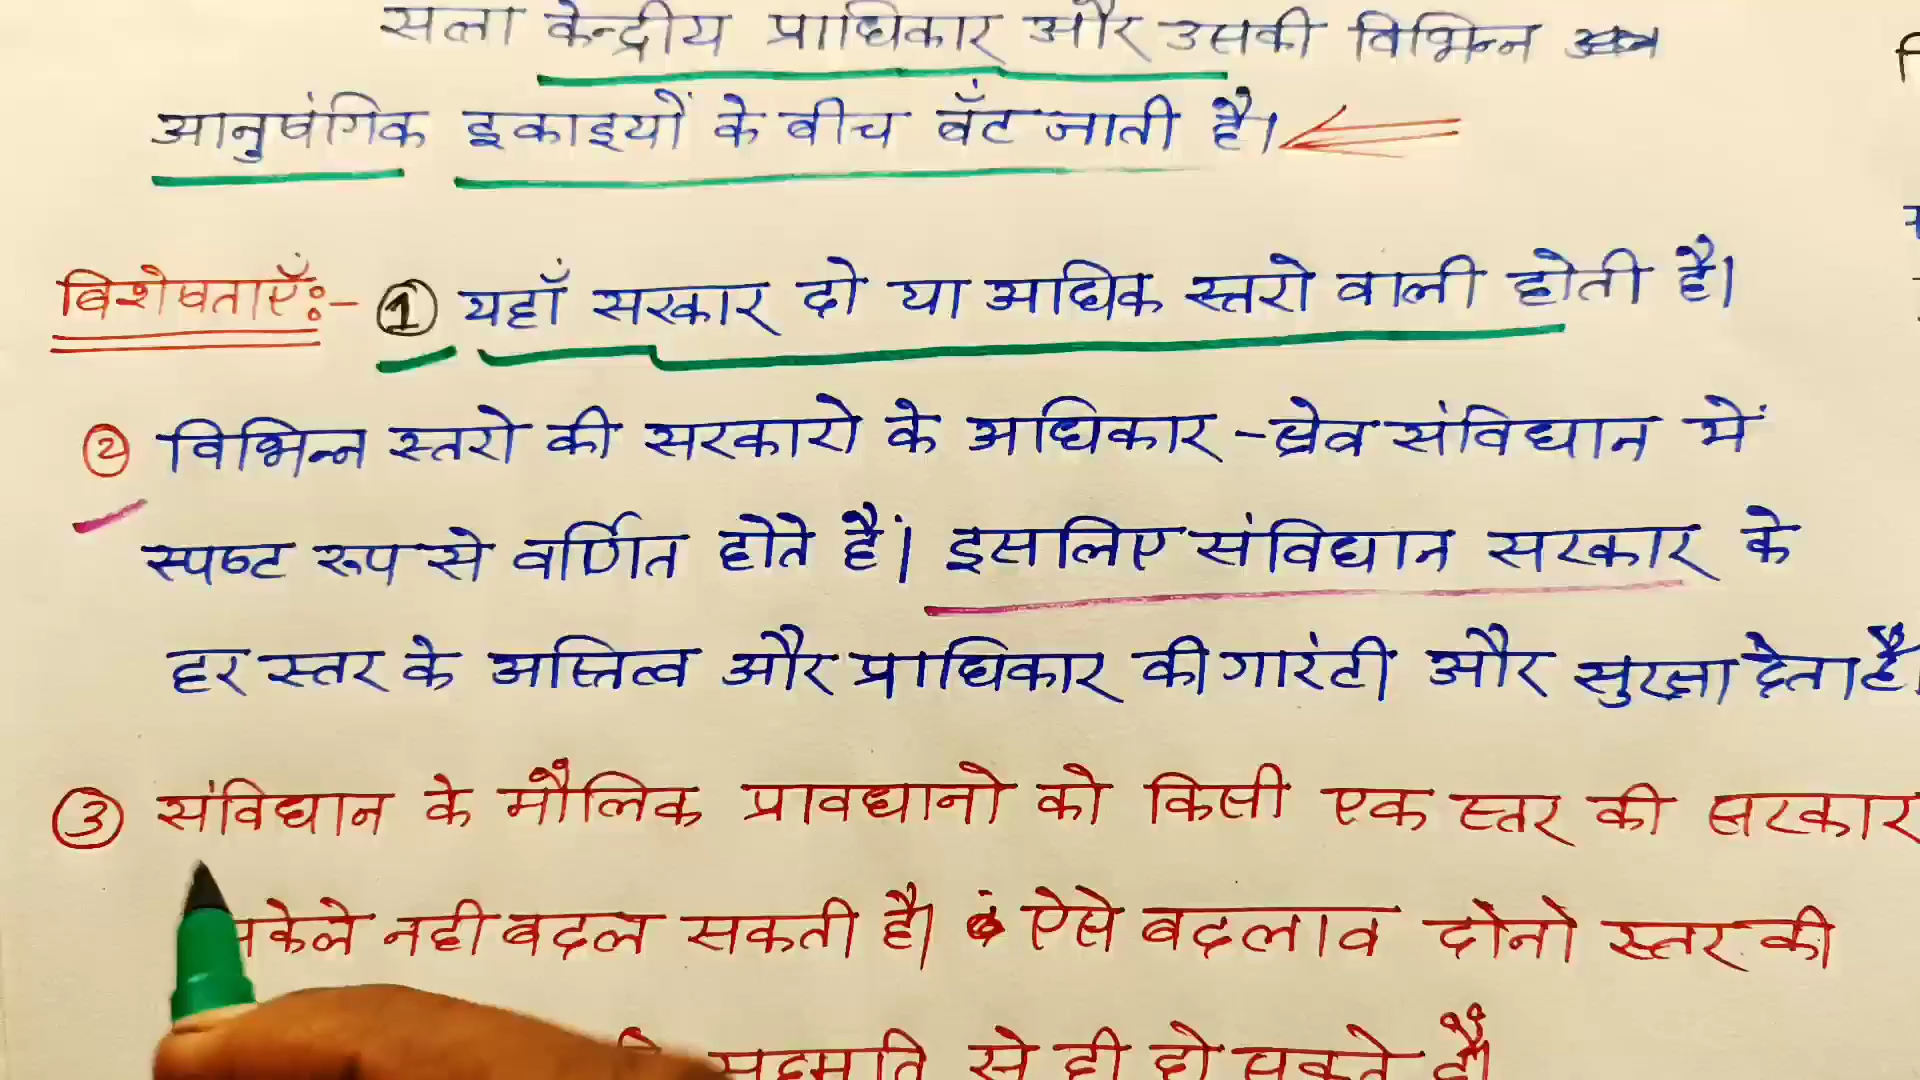 सत्ता केन्द्रीय प्राधिकार और उसकी विभिन्न
आनुषंगिक इकाइयों के बीच बँट जाती है।
विशेषताएँ:- ① यहाँ सरकार दो या अधिक स्तरो वाली होती है।
② विभिन्न स्तरो की सरकारो के अधिकार-क्षेत्र संविधान में
स्पष्ट रूप से वर्णित होते हैं। इसलिए संविधान सरकार के
हर स्तर के अस्तित्व और प्राधिकार की गारंटी और सुरक्षा देता है।
③ संविधान के मौलिक प्रावधानो को किसी एक स्तर की सरकार
नही बदल सकती है। ऐसे बदलाव दोनो स्तर की
सहमति से ही हो सकते हैं।